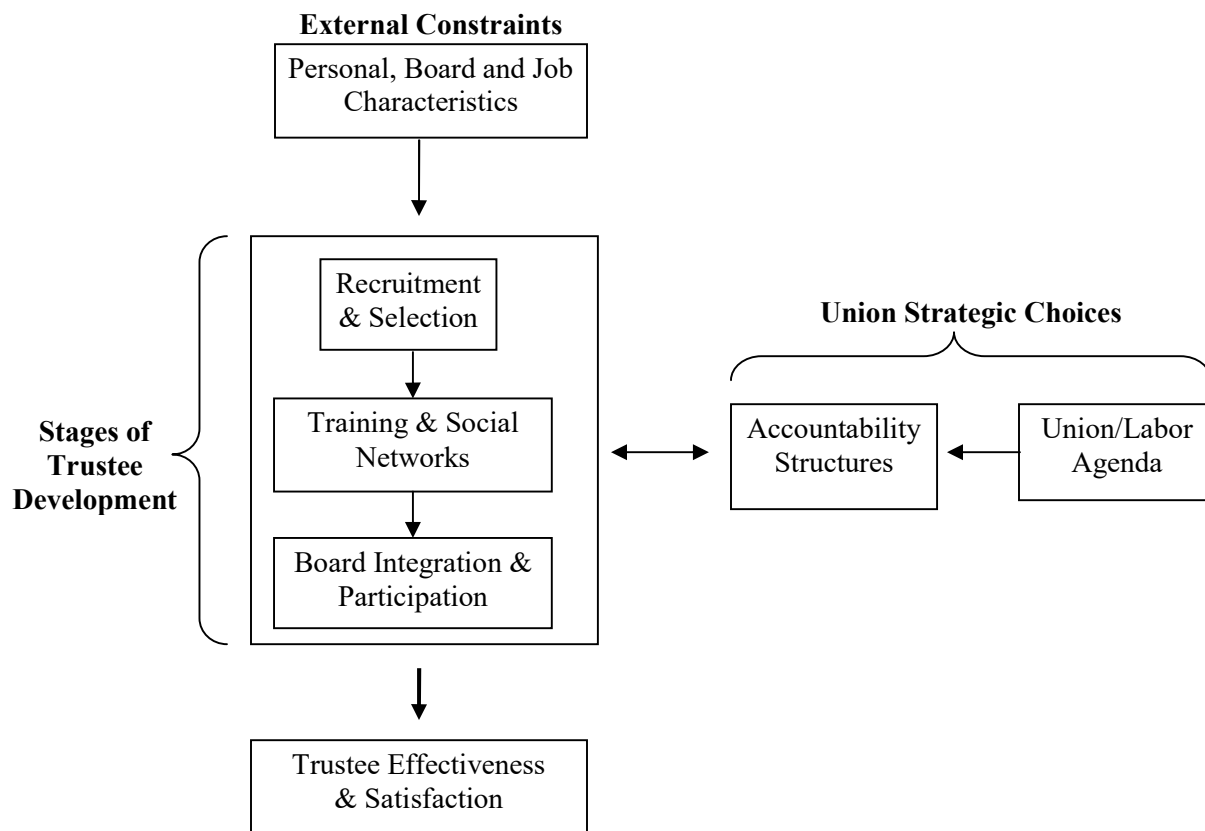 External Constraints
Personal, Board and Job
Characteristics
Recruitment
& Selection
Training & Social
Networks
Board Integration &
Participation
Stages of
Trustee
Development
Union Strategic Choices
Accountability
Structures
Union/Labor
Agenda
Trustee Effectiveness
& Satisfaction